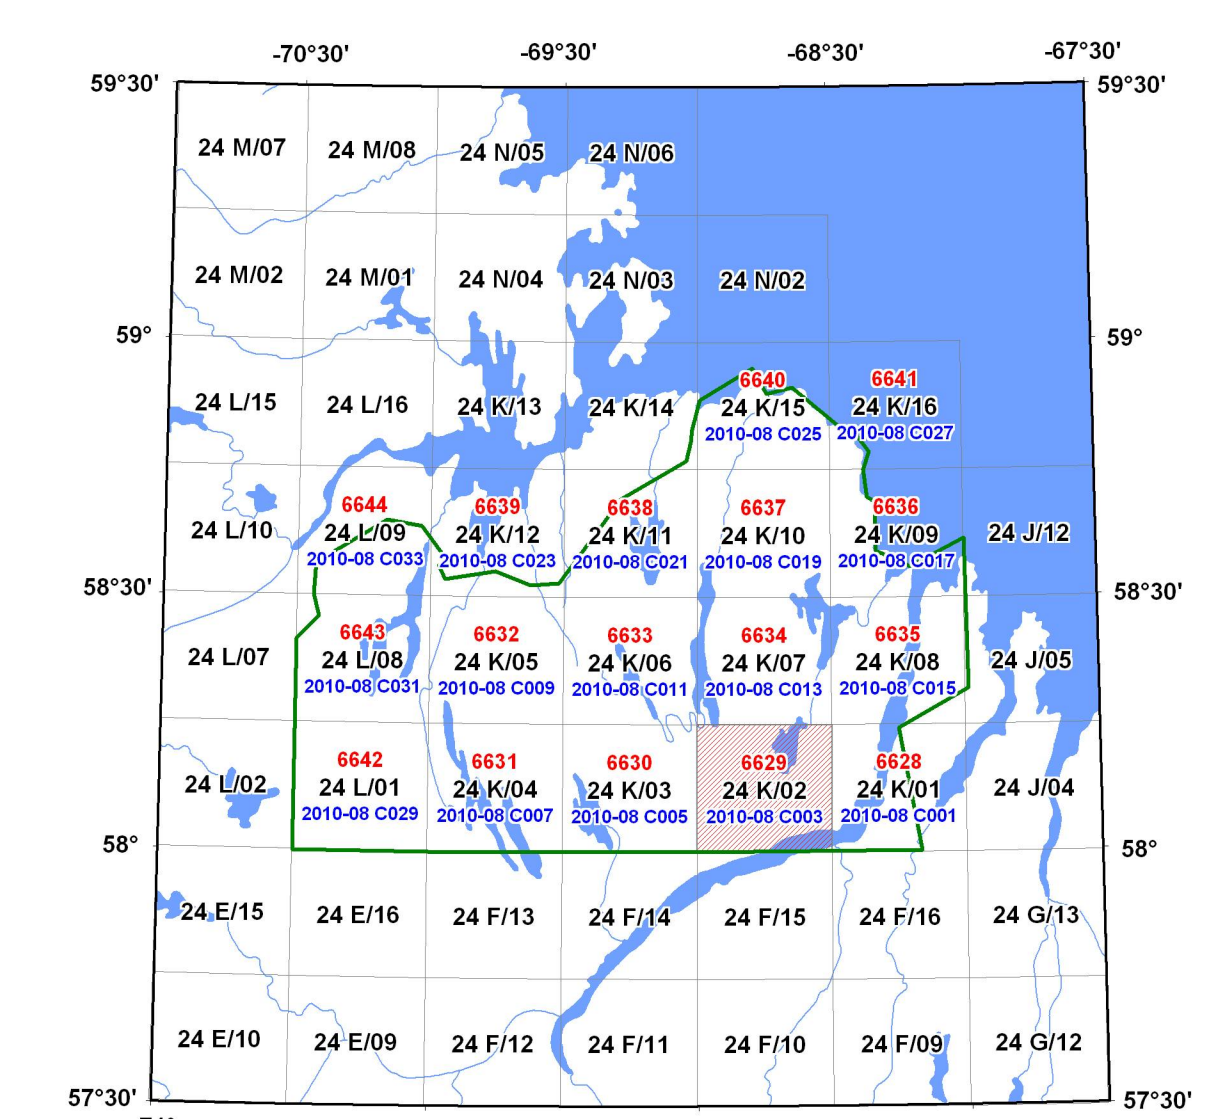 -70°30' -69°30' -68°30' -67°30'
59°30' 59°30'
24 M/07 24 M/08 24 N/05 24 N/06
24 M/02 24 M/01 24 N/04 24 N/03 24 N/02
59° 59°
6640 6641
24 L/15 24 L/16 24 K/13 24 K/14 24 K/15 24 K/16
2010-08 C025 2010-08 C027
6644 6639 6638 6637 6636
24 L/10 24 L/09 24 K/12 24 K/11 24 K/10 24 K/09 24 J/12
2010-08 C033 2010-08 C023 2010-08 C021 2010-08 C019 2010-08 C017
58°30' 58°30'
6643 6632 6633 6634 6635
24 L/07 24 L/08 24 K/05 24 K/06 24 K/07 24 K/08 24 J/05
2010-08 C031 2010-08 C009 2010-08 C011 2010-08 C013 2010-08 C015
6642 6631 6630 6629 6628
24 L/02 24 L/01 24 K/04 24 K/03 24 K/02 24 K/01 24 J/04
2010-08 C029 2010-08 C007 2010-08 C005 2010-08 C003 2010-08 C001
58° 58°
24 E/15 24 E/16 24 F/13 24 F/14 24 F/15 24 F/16 24 G/13
24 E/10 24 E/09 24 F/12 24 F/11 24 F/10 24 F/09 24 G/12
57°30' 57°30'